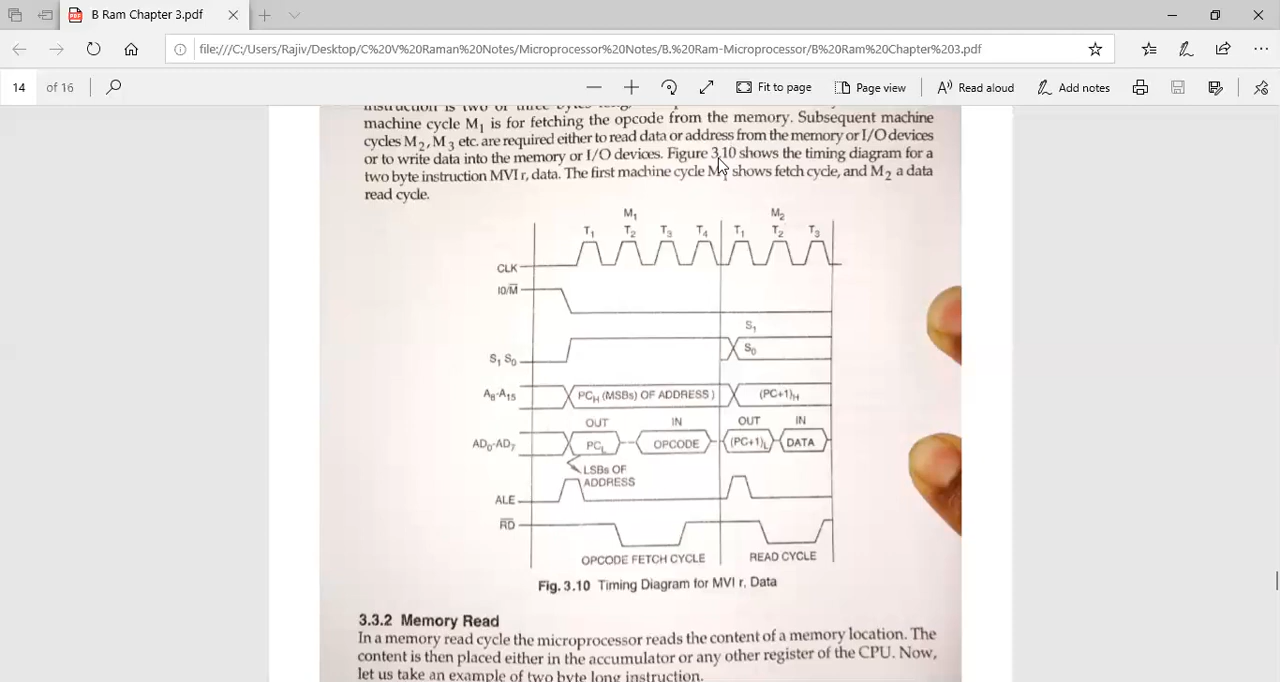 B Ram Chapter 3.pdf
file:///C:/Users/Rajiv/Desktop/C%20V%20Raman%20Notes/Microprocessor%20Notes/B.%20Ram-Microprocessor/B%20Ram%20Chapter%203.pdf
14 of 16 Fit to page Page view Read aloud Add notes
machine cycle M1 is for fetching the opcode from the memory. Subsequent machine
cycles M2, M3 etc. are required either to read data or address from the memory or I/O devices
or to write data into the memory or I/O devices. Figure 3.10 shows the timing diagram for a
two byte instruction MVI r, data. The first machine cycle M1 shows fetch cycle, and M2 a data
read cycle.
M1 M2
T1 T2 T3 T4 T1 T2 T3
CLK
IO/M̅
S1
S1 S0 S0
A8-A15 PCH (MSBs) OF ADDRESS) (PC+1)H
OUT IN OUT IN
AD0-AD7 PCL OPCODE (PC+1)L DATA
LSBs OF
ADDRESS
ALE
R̅D̅
OPCODE FETCH CYCLE READ CYCLE
Fig. 3.10 Timing Diagram for MVI r, Data
3.3.2 Memory Read
In a memory read cycle the microprocessor reads the content of a memory location. The
content is then placed either in the accumulator or any other register of the CPU. Now,
let us take an example of two byte long instruction.